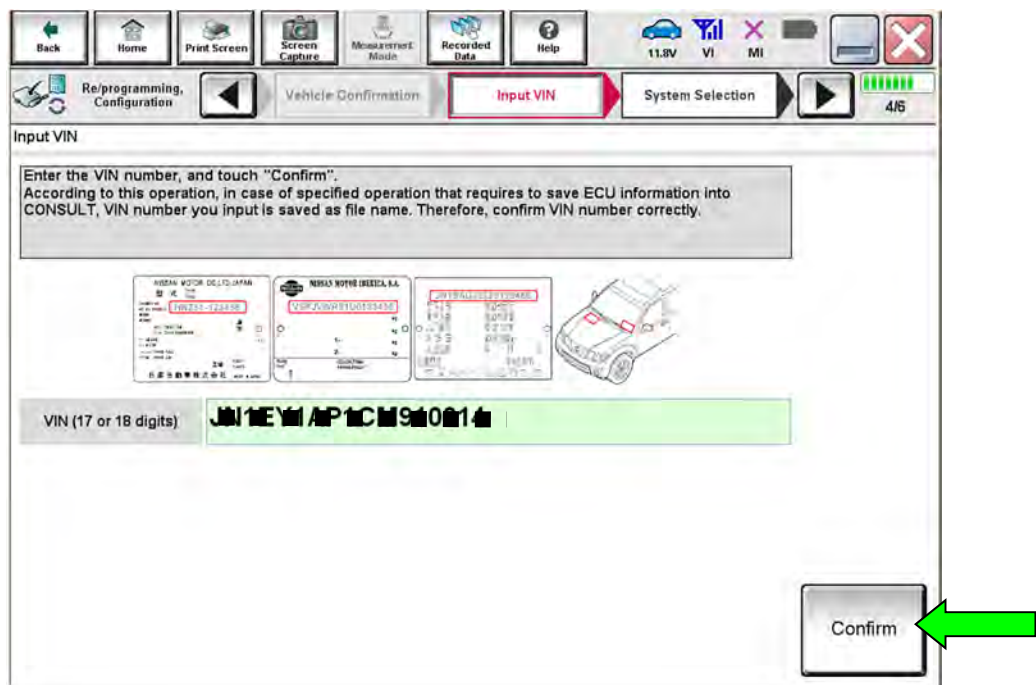 Back
Home
Print Screen
Screen Capture
Measurement Mode
Recorded Data
Help
11.8V
VI
MI
Re/programming, Configuration
Vehicle Confirmation
Input VIN
System Selection
4/6
Input VIN
Enter the VIN number, and touch "Confirm".
According to this operation, in case of specified operation that requires to save ECU information into
CONSULT, VIN number you input is saved as file name. Therefore, confirm VIN number correctly.
NISSAN MOTOR CO.,LTD.JAPAN
NISSAN MOTOR IBERICA, S.A.
VIN (17 or 18 digits)
Confirm